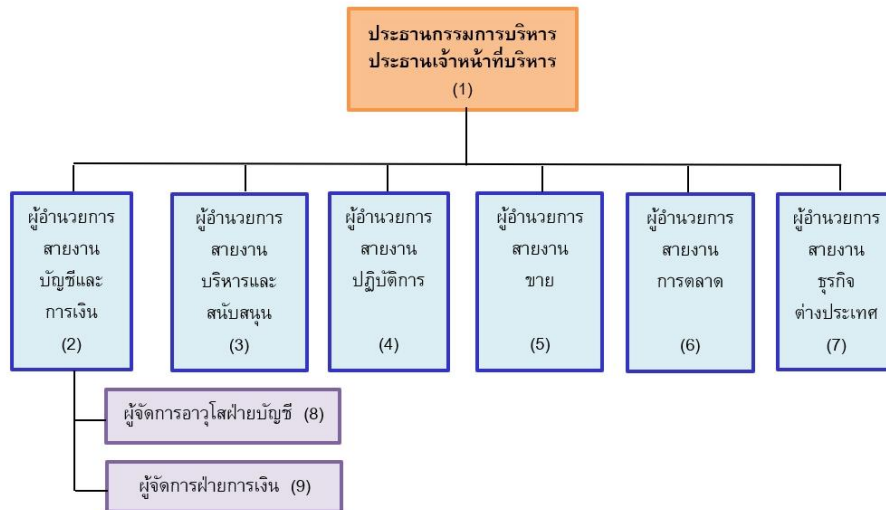 ประธานกรรมการบริหาร
ประธานเจ้าหน้าที่บริหาร
(1)
ผู้อำนวยการ
สายงาน
บัญชีและ
การเงิน
(2)
ผู้อำนวยการ
สายงาน
บริหารและ
สนับสนุน
(3)
ผู้อำนวยการ
สายงาน
ปฏิบัติการ
(4)
ผู้อำนวยการ
สายงาน
ขาย
(5)
ผู้อำนวยการ
สายงาน
การตลาด
(6)
ผู้อำนวยการ
สายงาน
ธุรกิจ
ต่างประเทศ
(7)
ผู้จัดการอาวุโสฝ่ายบัญชี (8)
ผู้จัดการฝ่ายการเงิน (9)